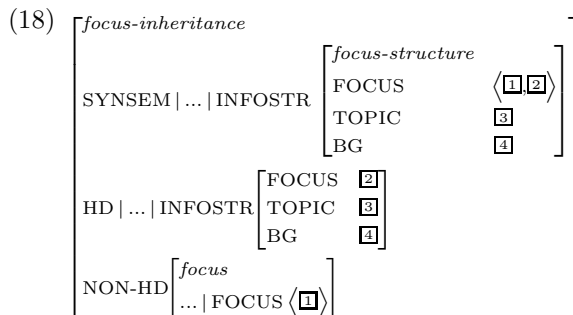 (18) focus-inheritance
focus-structure
SYNSEM | ... | INFOSTR FOCUS ⟨1,2⟩
TOPIC 3
BG 4
FOCUS 2
HD | ... | INFOSTR TOPIC 3
BG 4
focus
NON-HD ... | FOCUS ⟨1⟩